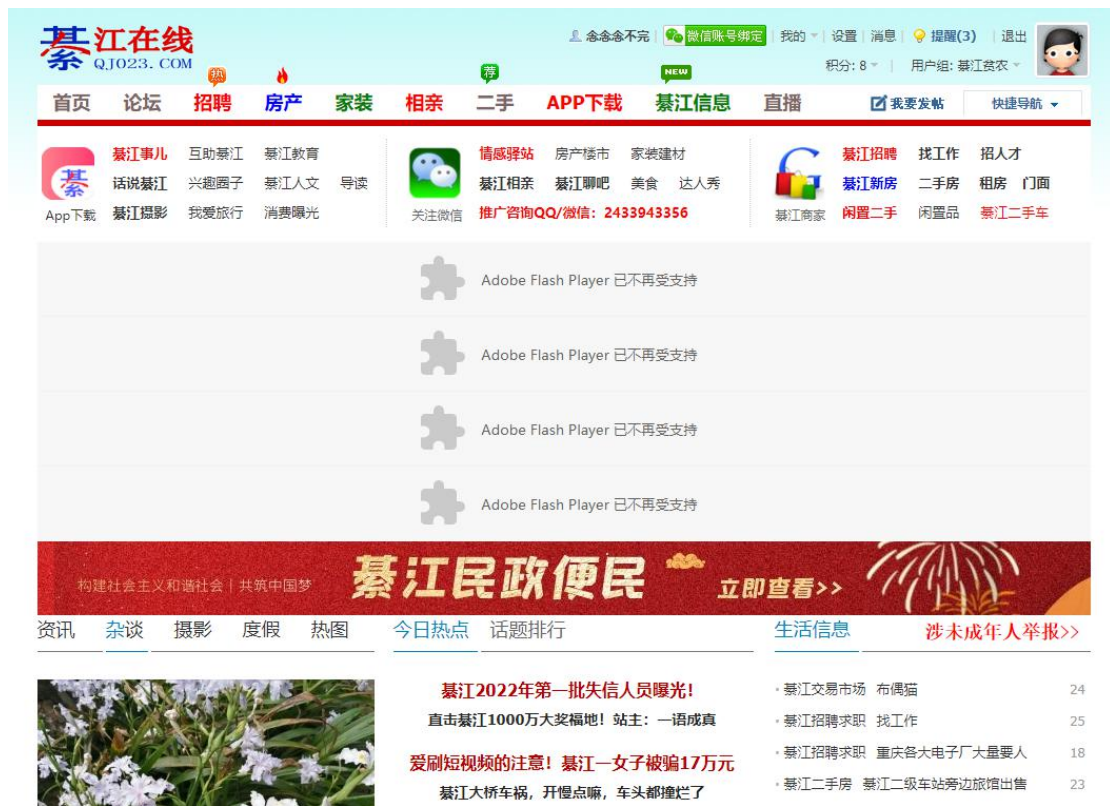 綦江在线
QJ023.COM
念念念不完 微信账号绑定 我的 设置 消息 提醒(3) 退出
积分: 8 用户组: 綦江贫农
热 荐 NEW
首页 论坛 招聘 房产 家装 相亲 二手 APP下载 綦江信息 直播 我要发帖 快捷导航
綦江事儿 互助綦江 綦江教育
话说綦江 兴趣圈子 綦江人文 导读
綦江摄影 我爱旅行 消费曝光
App下载
情感驿站 房产楼市 家装建材
綦江相亲 綦江聊吧 美食 达人秀
推广咨询QQ/微信：2433943356
关注微信
綦江招聘 找工作 招人才
綦江新房 二手房 租房 门面
闲置二手 闲置品 綦江二手车
綦江商家
Adobe Flash Player 已不再受支持
Adobe Flash Player 已不再受支持
Adobe Flash Player 已不再受支持
Adobe Flash Player 已不再受支持
构建社会主义和谐社会 | 共筑中国梦 綦江民政便民 立即查看>>
资讯 杂谈 摄影 度假 热图
今日热点 话题排行
生活信息 涉未成年人举报>>
綦江2022年第一批失信人员曝光！
直击綦江1000万大奖福地！站主：一语成真
爱刷短视频的注意！綦江一女子被骗17万元
綦江大桥车祸，开慢点嘛，车头都撞烂了
·綦江交易市场 布偶猫 24
·綦江招聘求职 找工作 25
·綦江招聘求职 重庆各大电子厂大量要人 18
·綦江二手房 綦江二级车站旁边旅馆出售 23